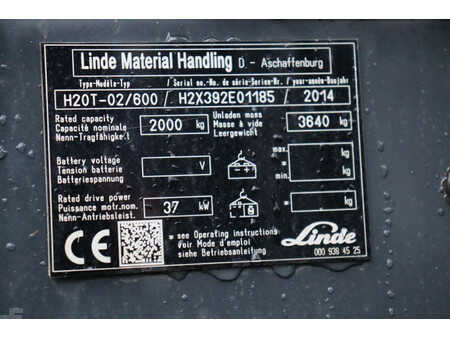 Linde Material Handling D. - Aschaffenburg
Type-Modèle-Typ / Serial no.-No de série-Serien-Nr. / year-année-Baujahr
H20T-02/600 / H2X392E01185 / 2014
Rated capacity
Capacité nominale
Nenn-Tragfähigkeit
2000 kg
Unladen mass
Masse à vide
Leergewicht
3640 kg
Battery voltage
Tension batterie
Batteriespannung
V
max.
=
min.
kg
kg
Rated drive power
Puissance motr.nom.
Nenn-Antriebsleist.
37 kW
=
kg
CE
see Operating instructions
voir Mode d'emploi
siehe Betriebsanleitung
Linde
000 938 45 25